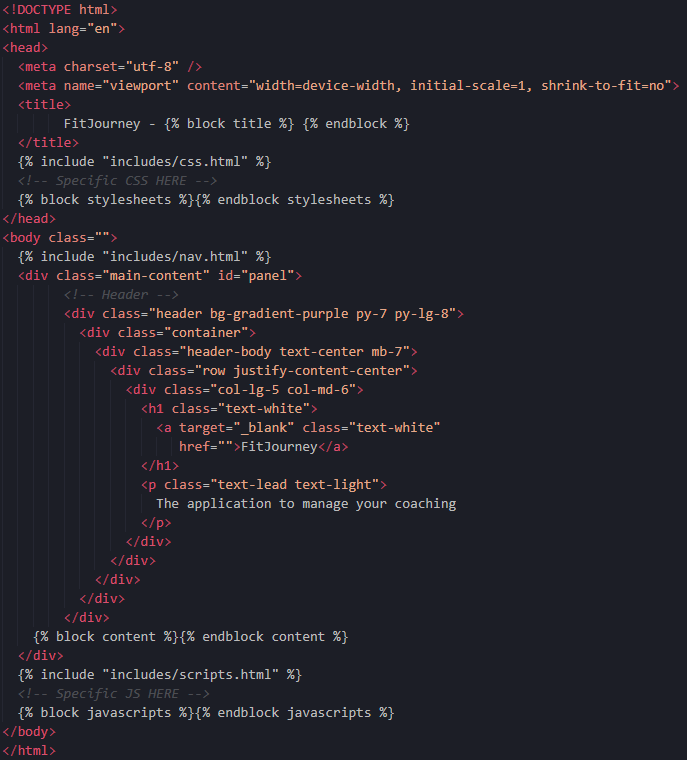 <!DOCTYPE html>
<html lang="en">
<head>
  <meta charset="utf-8" />
  <meta name="viewport" content="width=device-width, initial-scale=1, shrink-to-fit=no">
  <title>
        FitJourney - {% block title %} {% endblock %}
  </title>
  {% include "includes/css.html" %}
  <!-- Specific CSS HERE -->
  {% block stylesheets %}{% endblock stylesheets %}
</head>
<body class="">
  {% include "includes/nav.html" %}
  <div class="main-content" id="panel">
        <!-- Header -->
        <div class="header bg-gradient-purple py-7 py-lg-8">
          <div class="container">
            <div class="header-body text-center mb-7">
              <div class="row justify-content-center">
                <div class="col-lg-5 col-md-6">
                  <h1 class="text-white">
                    <a target="_blank" class="text-white"
                       href="">FitJourney</a>
                  </h1>
                  <p class="text-lead text-light">
                    The application to manage your coaching
                  </p>
                </div>
              </div>
            </div>
          </div>
        </div>
    {% block content %}{% endblock content %}
  </div>
  {% include "includes/scripts.html" %}
  <!-- Specific JS HERE -->
  {% block javascripts %}{% endblock javascripts %}
</body>
</html>